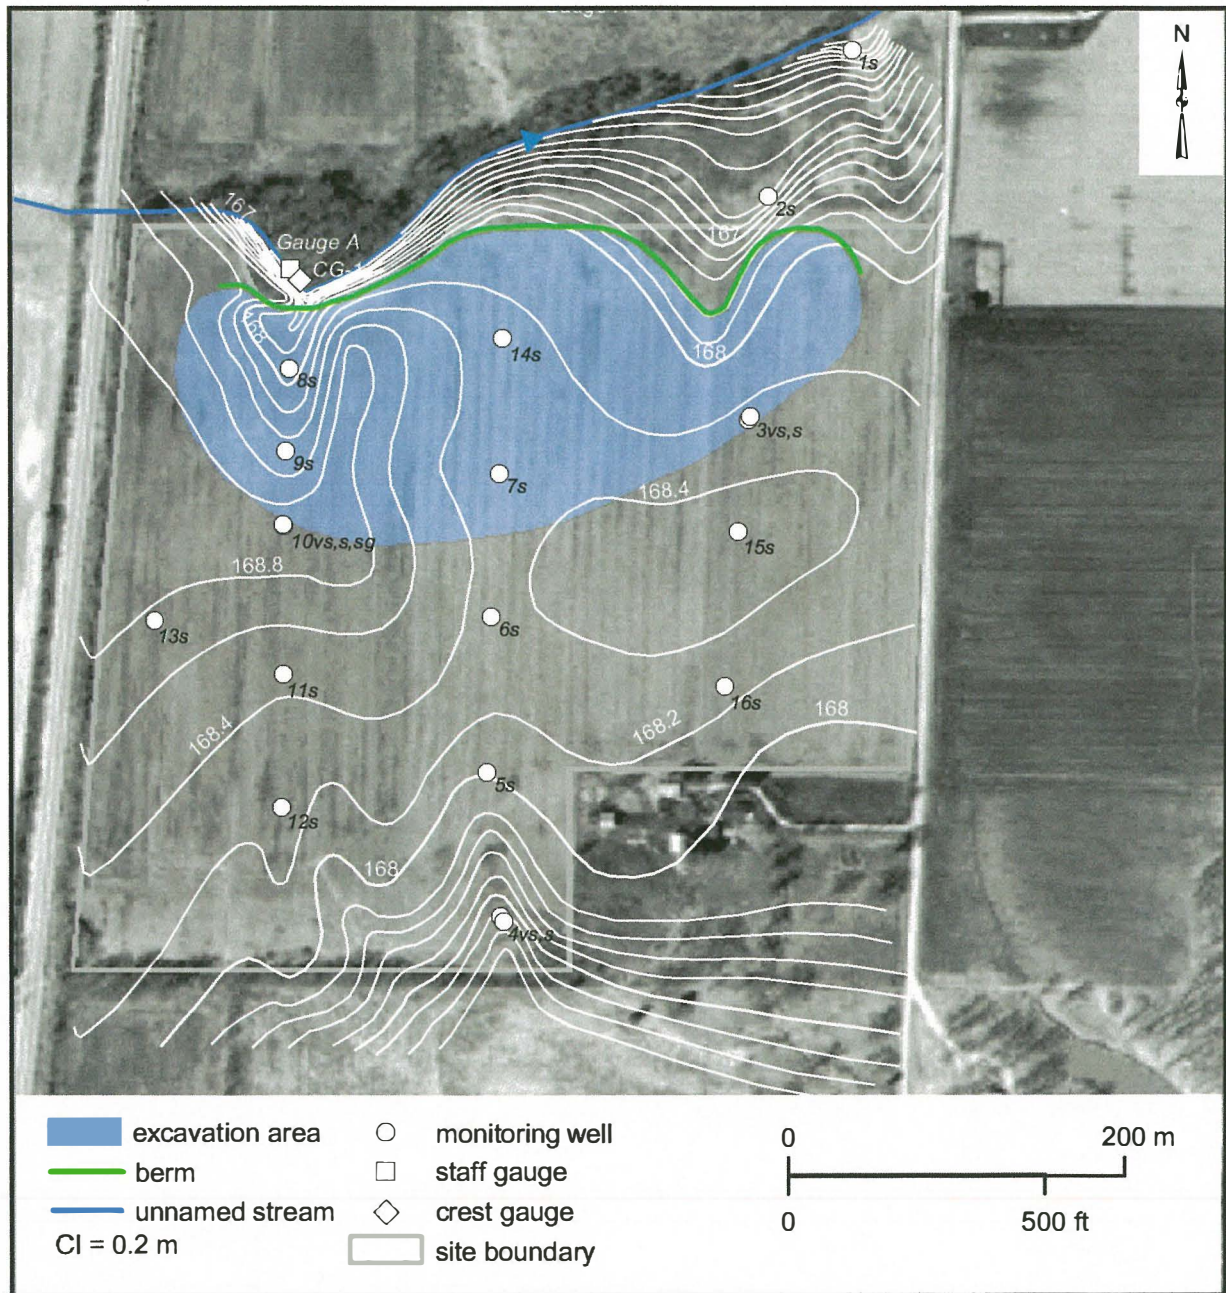 N
1s
2s
167
167
Gauge A
CG-1
168
14s
168
8s
3vs,s
9s
7s
168.4
10vs,s,sg
15s
168.8
13s
6s
11s
16s
168
168.4
168.2
5s
12s
168
4vs,s
excavation area
monitoring well
0
200 m
berm
staff gauge
unnamed stream
crest gauge
0
500 ft
CI = 0.2 m
site boundary